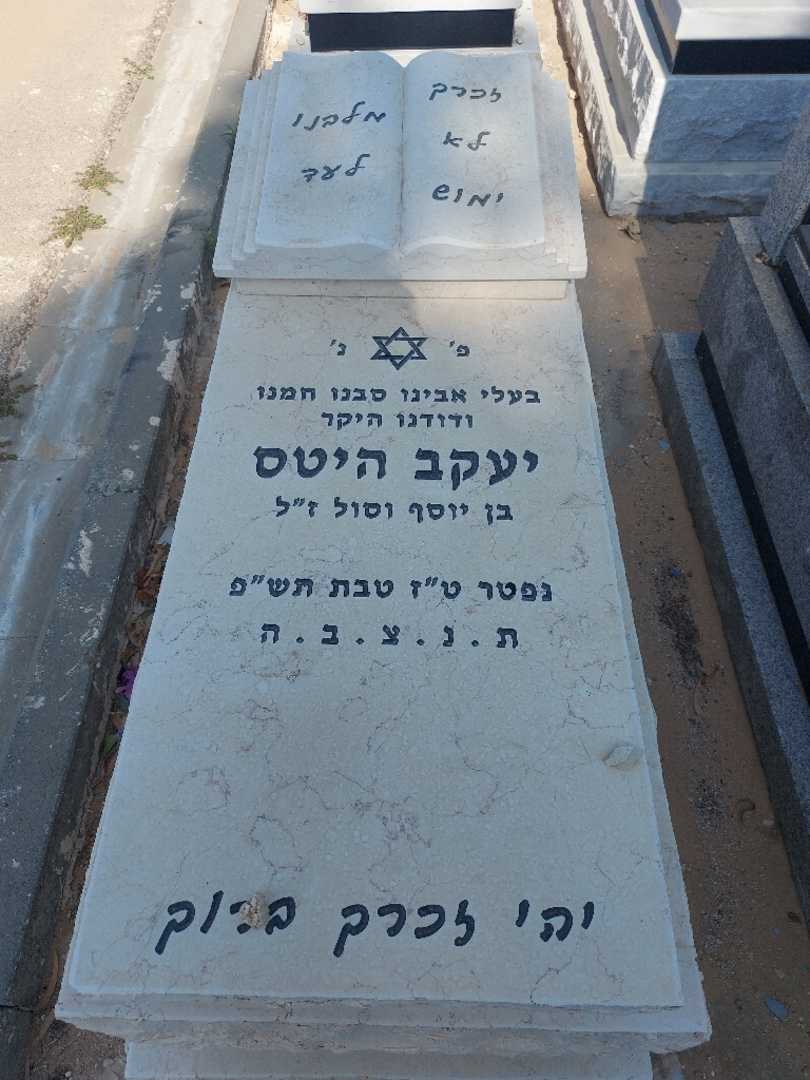 זכרך
לא
ימוש
מלבנו
לעד
פ' נ'
בעלי אבינו סבנו חמנו
ודודנו היקר
יעקב היטס
בן יוסף וסול ז"ל
נפטר ט"ז טבת תש"פ
ת.נ.צ.ב.ה
יהי זכרך ברוך